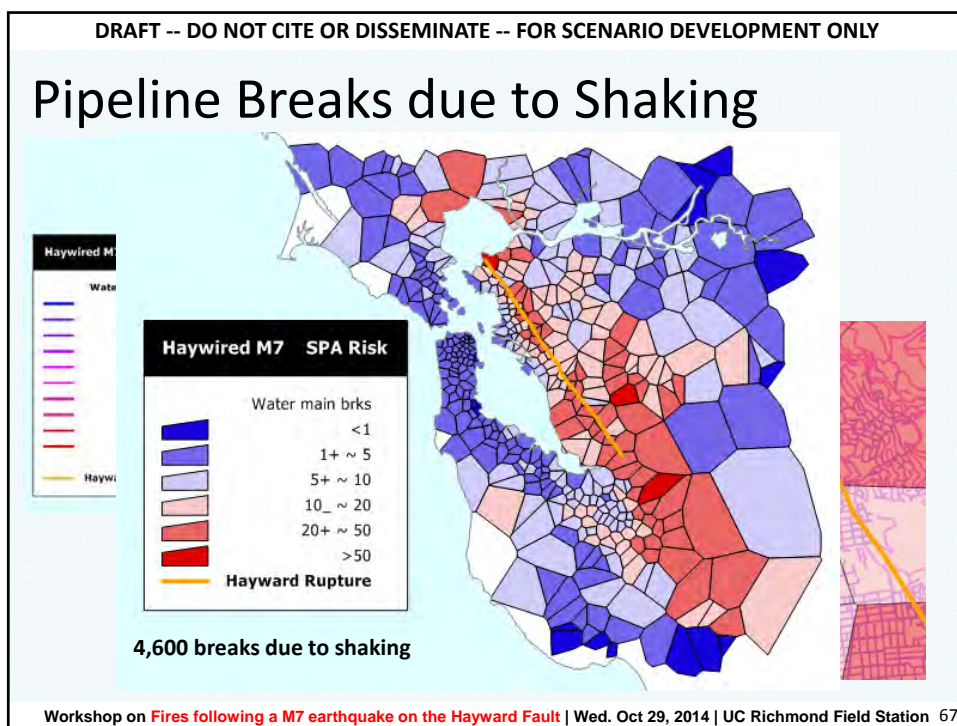 DRAFT -- DO NOT CITE OR DISSEMINATE -- FOR SCENARIO DEVELOPMENT ONLY
Pipeline Breaks due to Shaking
Haywired M7 SPA Risk
Water main brks
<1
1+ ~ 5
5+ ~ 10
10_ ~ 20
20+ ~ 50
>50
Hayward Rupture
4,600 breaks due to shaking
Workshop on Fires following a M7 earthquake on the Hayward Fault | Wed. Oct 29, 2014 | UC Richmond Field Station 67